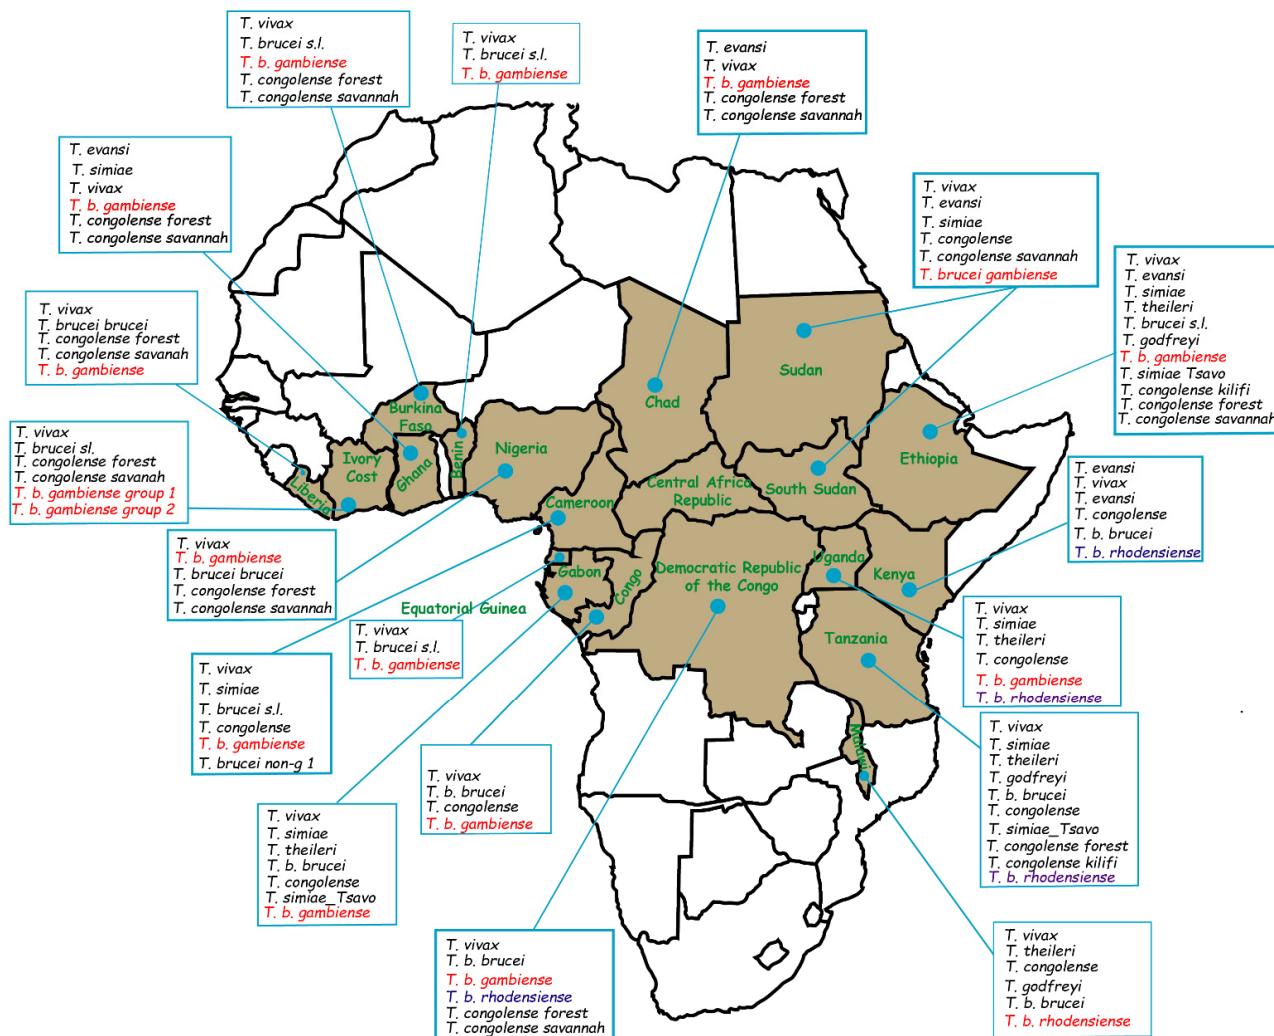 T. vivax
T. brucei s.l.
T. b. gambiense
T. congolense forest
T. congolense savannah
T. vivax
T. brucei s.l.
T. b. gambiense
T. evansi
T. vivax
T. b. gambiense
T. congolense forest
T. congolense savannah
T. evansi
T. simiae
T. vivax
T. b. gambiense
T. congolense forest
T. congolense savannah
T. vivax
T. evansi
T. simiae
T. congolense
T. congolense savannah
T. brucei gambiense
T. vivax
T. evansi
T. simiae
T. theileri
T. brucei s.l.
T. godfreyi
T. b. gambiense
T. simiae Tsavo
T. congolense kilifi
T. congolense forest
T. congolense savannah
T. vivax
T. brucei brucei
T. congolense forest
T. congolense savanah
T. b. gambiense
T. vivax
T. brucei sl.
T. congolense forest
T. congolense savanah
T. b. gambiense group 1
T. b. gambiense group 2
Sudan
Chad
Burkina
Faso
Benin
Nigeria
Ivory
Cost
Ghana
Liberia
Ethiopia
Central Africa
Republic
South Sudan
Cameroon
T. evansi
T. vivax
T. evansi
T. congolense
T. b. brucei
T. b. rhodensiense
T. vivax
T. b. gambiense
T. brucei brucei
T. congolense forest
T. congolense savannah
Gabon
Congo
Democratic Republic
of the Congo
Uganda
Kenya
Equatorial Guinea
Tanzania
Malawi
T. vivax
T. brucei s.l.
T. b. gambiense
T. vivax
T. simiae
T. theileri
T. congolense
T. b. gambiense
T. b. rhodensiense
T. vivax
T. simiae
T. brucei s.l.
T. congolense
T. b. gambiense
T. brucei non-g 1
T. vivax
T. simiae
T. theileri
T. godfreyi
T. b. brucei
T. congolense
T. simiae_Tsavo
T. congolense forest
T. congolense kilifi
T. b. rhodensiense
T. vivax
T. b. brucei
T. congolense
T. b. gambiense
T. vivax
T. simiae
T. theileri
T. b. brucei
T. congolense
T. simiae_Tsavo
T. b. gambiense
T. vivax
T. b. brucei
T. b. gambiense
T. b. rhodensiense
T. congolense forest
T. congolense savannah
T. vivax
T. theileri
T. congolense
T. godfreyi
T. b. brucei
T. b. rhodensiense